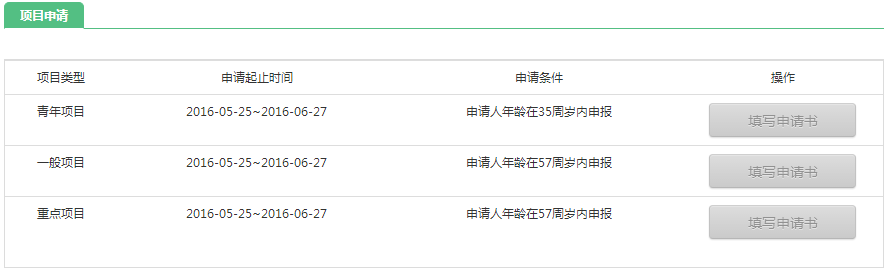 项目申请
项目类型 申请起止时间 申请条件 操作
青年项目 2016-05-25~2016-06-27 申请人年龄在35周岁内申报 填写申请书
一般项目 2016-05-25~2016-06-27 申请人年龄在57周岁内申报 填写申请书
重点项目 2016-05-25~2016-06-27 申请人年龄在57周岁内申报 填写申请书